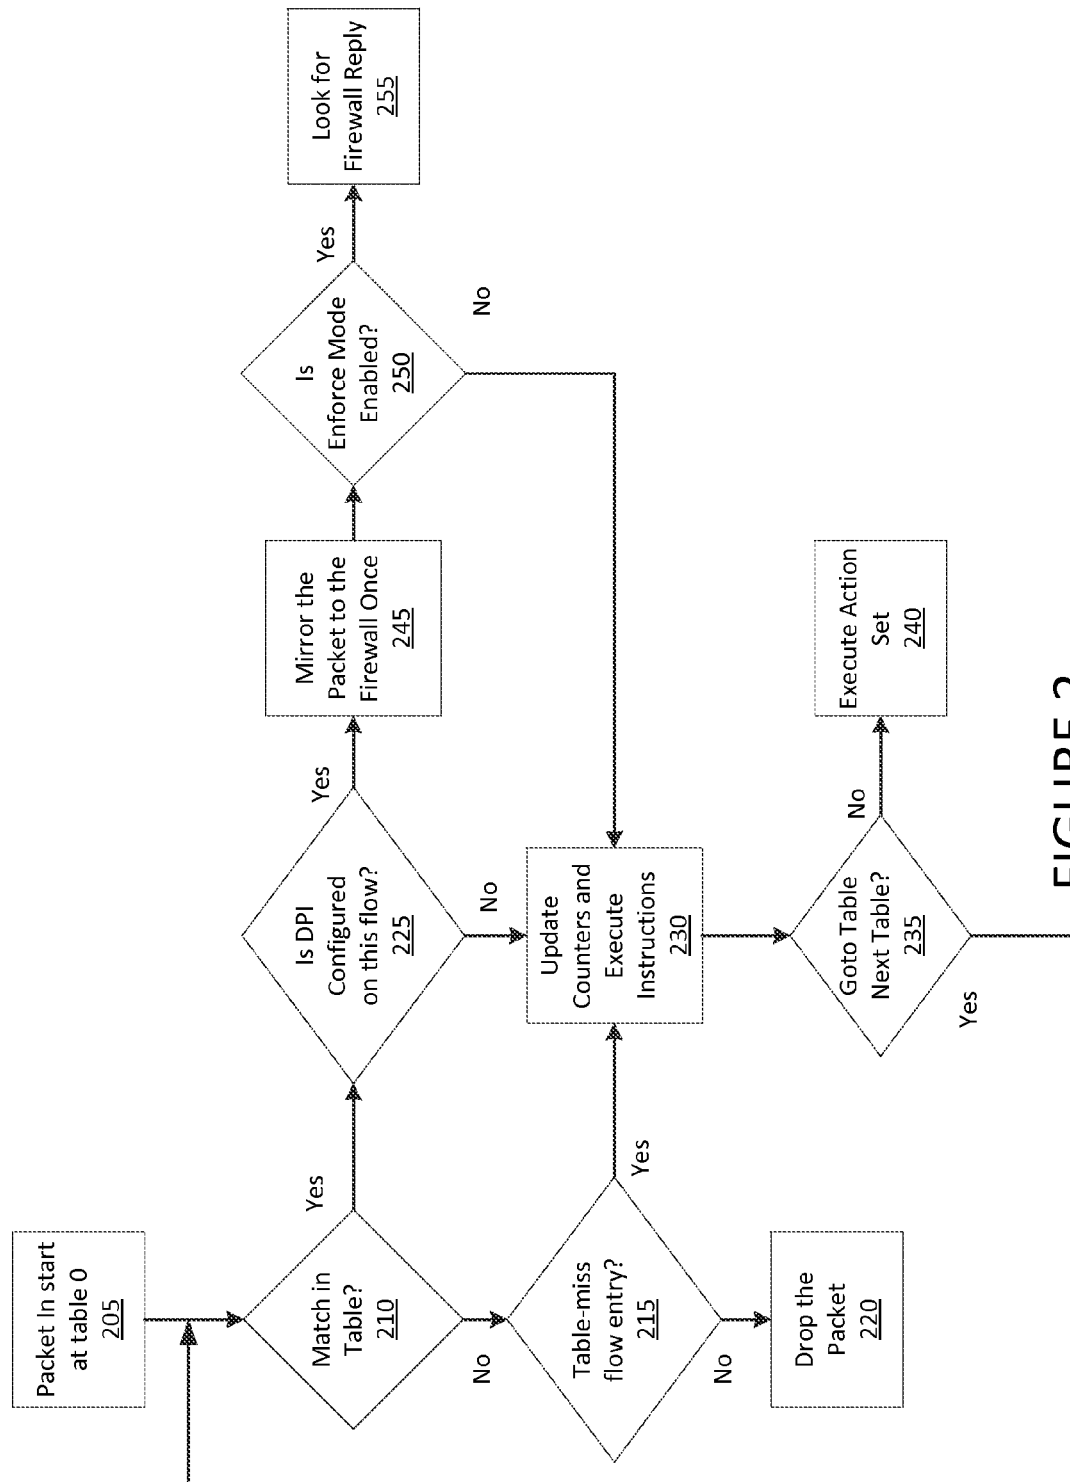 Packet In start
at table 0
205
Match in
Table?
210
Yes
No
Is DPI
Configured
on this flow?
225
Yes
No
Mirror the
Packet to the
Firewall Once
245
Is
Enforce Mode
Enabled?
250
Yes
No
Look for
Firewall Reply
255
Table-miss
flow entry?
215
Yes
No
Update
Counters and
Execute
Instructions
230
Drop the
Packet
220
Goto Table
Next Table?
235
No
Yes
Execute Action
Set
240
FIGURE 2